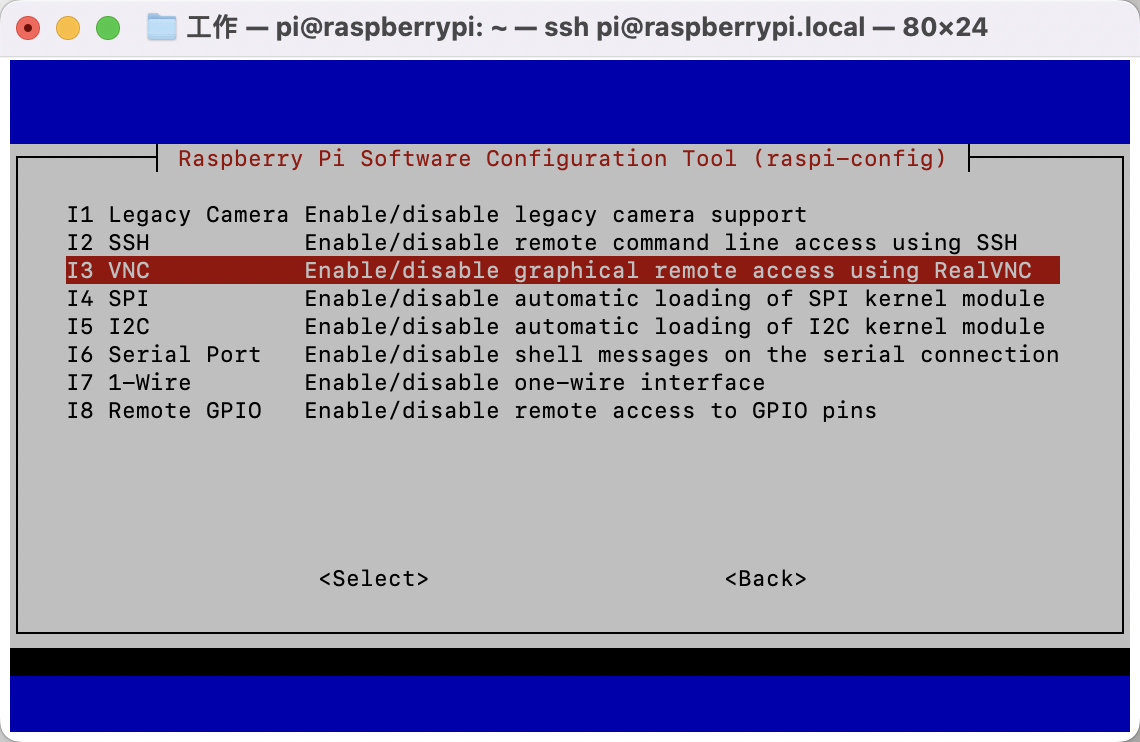 工作 — pi@raspberrypi: ~ — ssh pi@raspberrypi.local — 80×24
Raspberry Pi Software Configuration Tool (raspi-config)
I1 Legacy Camera Enable/disable legacy camera support
I2 SSH Enable/disable remote command line access using SSH
I3 VNC Enable/disable graphical remote access using RealVNC
I4 SPI Enable/disable automatic loading of SPI kernel module
I5 I2C Enable/disable automatic loading of I2C kernel module
I6 Serial Port Enable/disable shell messages on the serial connection
I7 1-Wire Enable/disable one-wire interface
I8 Remote GPIO Enable/disable remote access to GPIO pins
<Select> <Back>